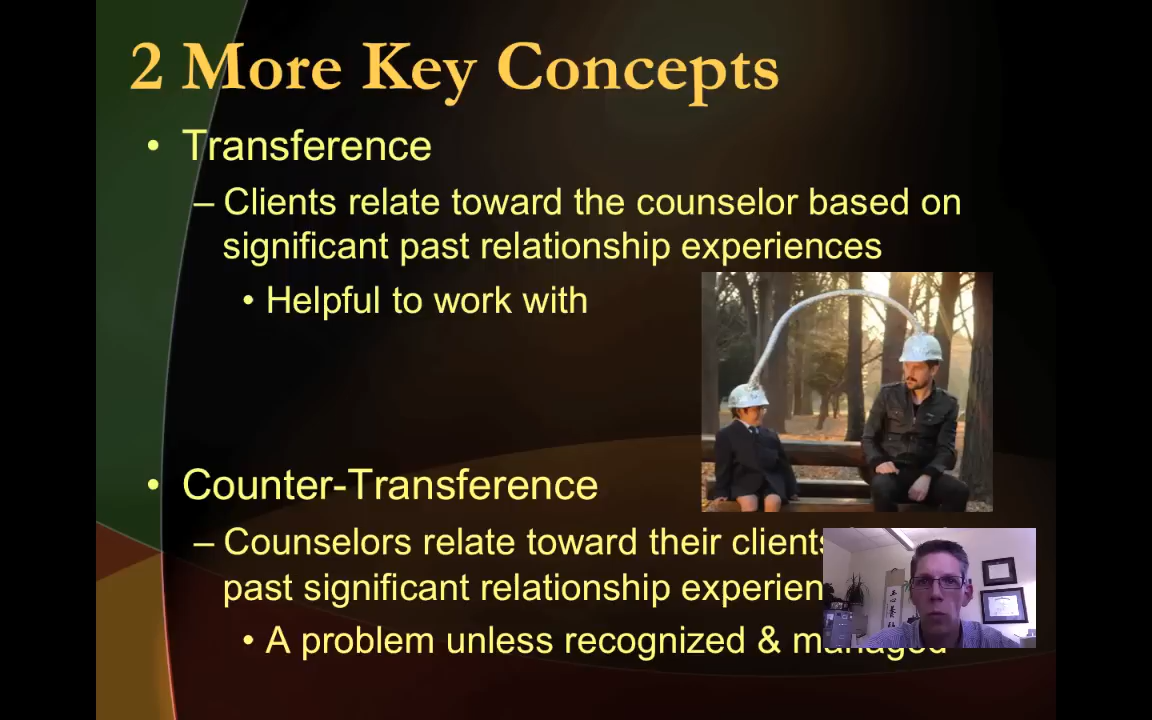 2 More Key Concepts
• Transference
– Clients relate toward the counselor based on
significant past relationship experiences
• Helpful to work with
• Counter-Transference
– Counselors relate toward their clients
past significant relationship
• A problem unless recognized & managed